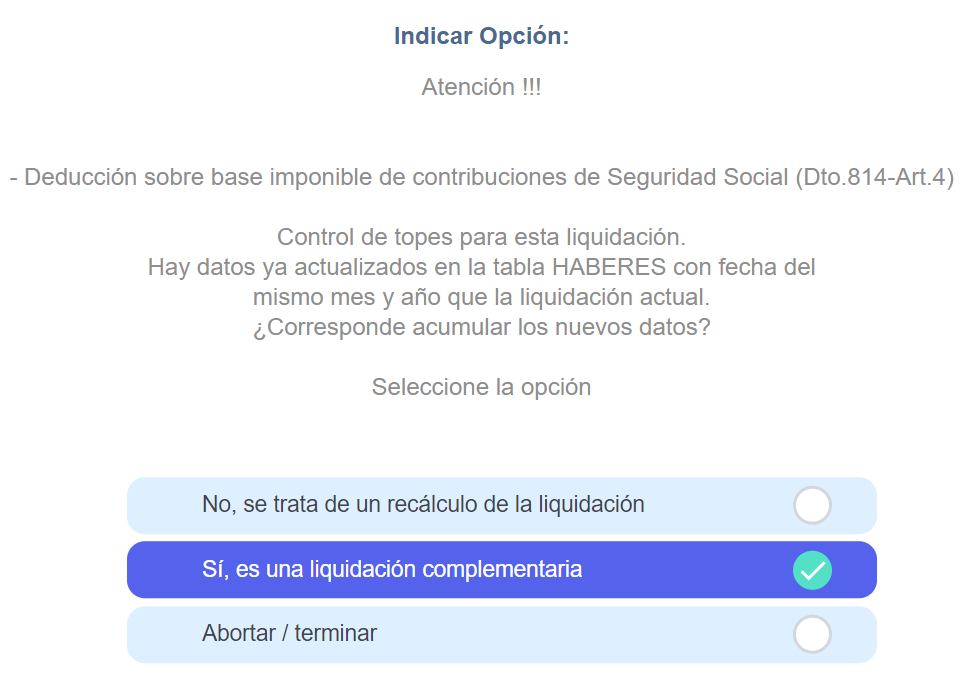 Indicar Opción:
Atención !!!
- Deducción sobre base imponible de contribuciones de Seguridad Social (Dto.814-Art.4)
Control de topes para esta liquidación.
Hay datos ya actualizados en la tabla HABERES con fecha del
mismo mes y año que la liquidación actual.
¿Corresponde acumular los nuevos datos?
Seleccione la opción
No, se trata de un recálculo de la liquidación
Sí, es una liquidación complementaria
Abortar / terminar